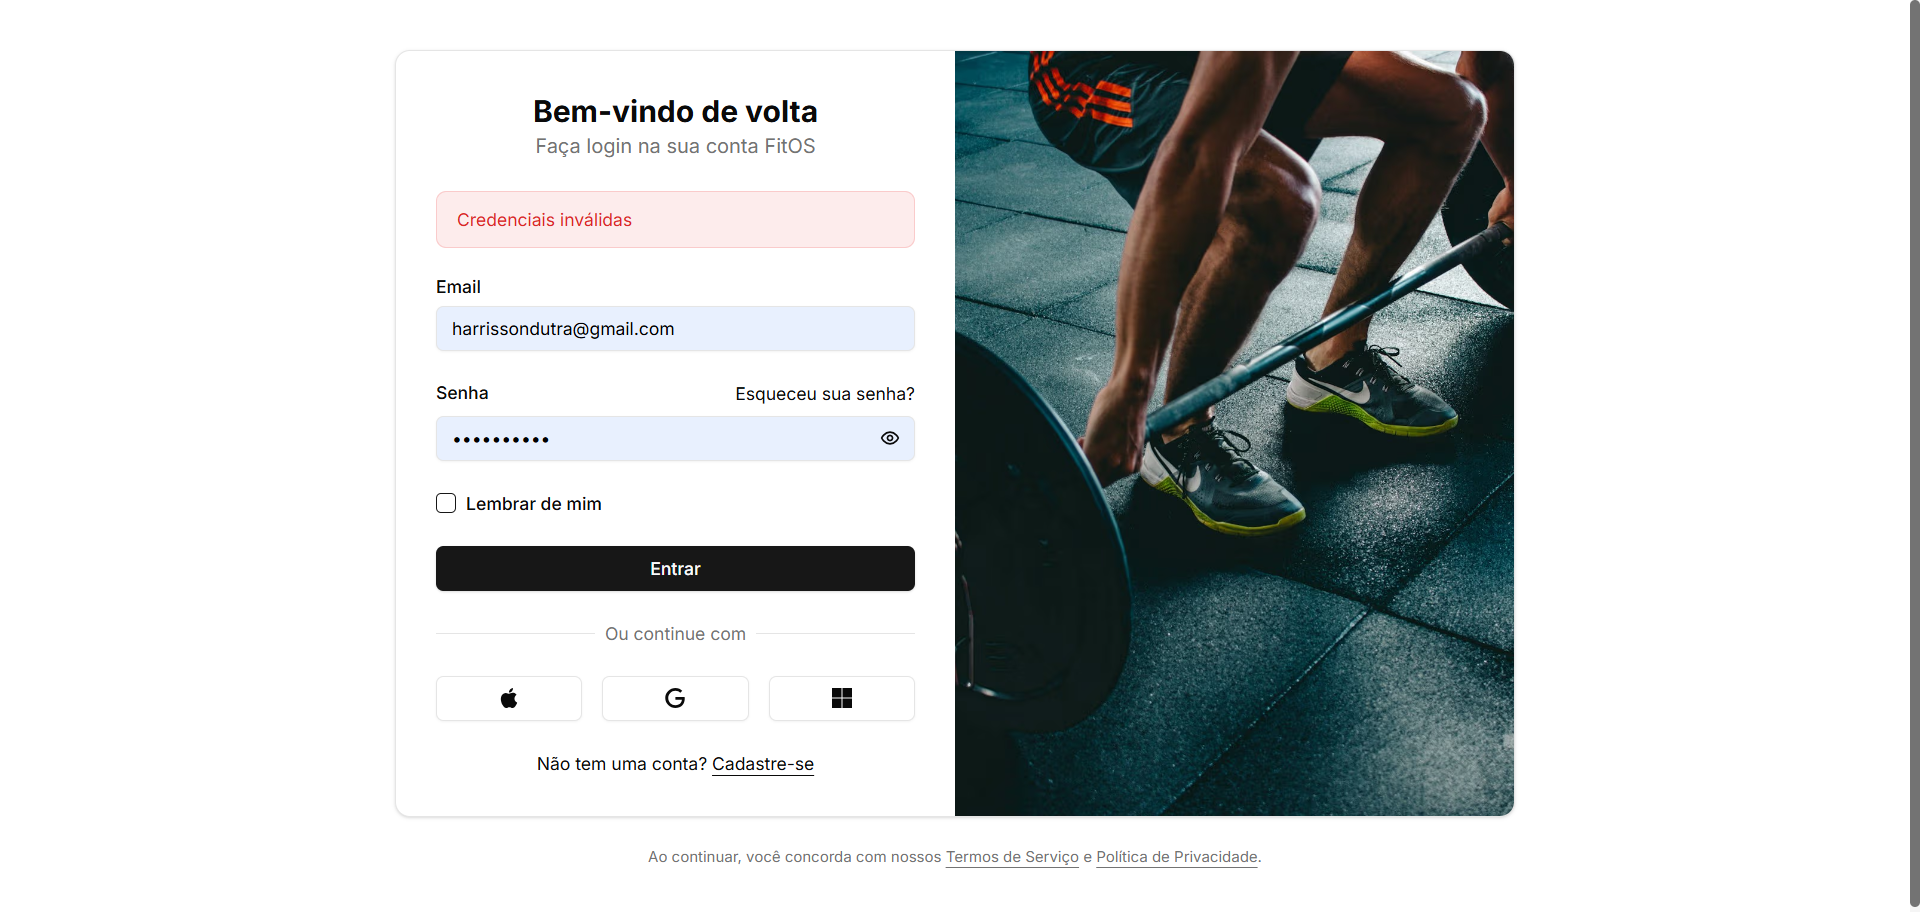 Bem-vindo de volta
Faça login na sua conta FitOS
Credenciais inválidas
Email
harrissondutra@gmail.com
Senha
Esqueceu sua senha?
••••••••••
Lembrar de mim
Entrar
Ou continue com
Não tem uma conta? Cadastre-se
Ao continuar, você concorda com nossos Termos de Serviço e Política de Privacidade.